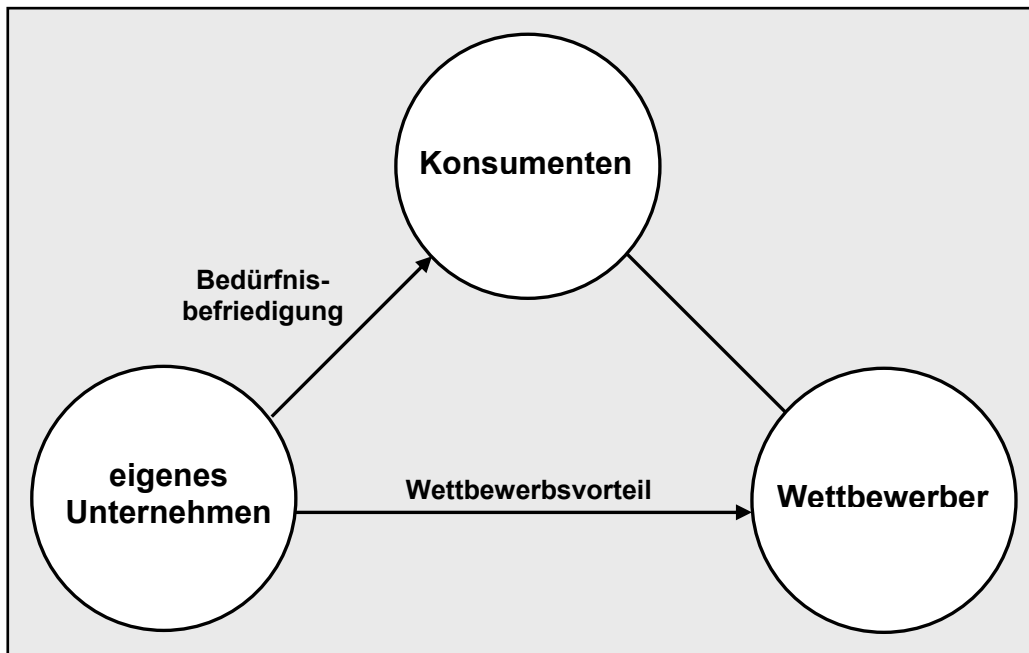 Konsumenten
Bedürfnis-
befriedigung
eigenes
Unternehmen
Wettbewerbsvorteil
Wettbewerber